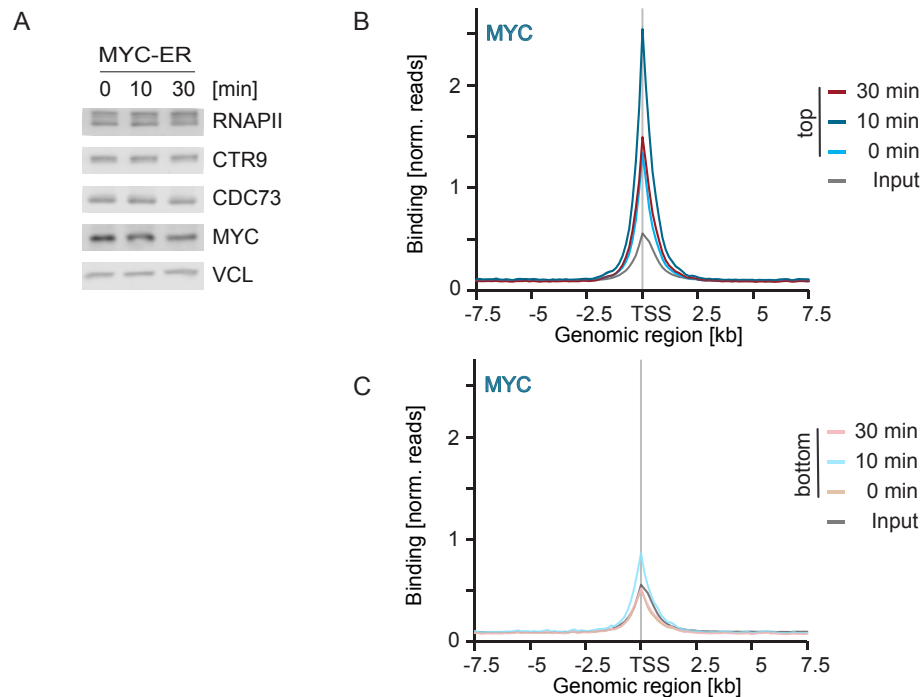 A
MYC-ER
0 10 30 [min]
RNAPII
CTR9
CDC73
MYC
VCL
B
MYC
Binding [norm. reads]
2
1
0
-7.5 -5 -2.5 TSS 2.5 5 7.5
Genomic region [kb]
top
30 min
10 min
0 min
Input
C
MYC
Binding [norm. reads]
2
1
0
-7.5 -5 -2.5 TSS 2.5 5 7.5
Genomic region [kb]
bottom
30 min
10 min
0 min
Input